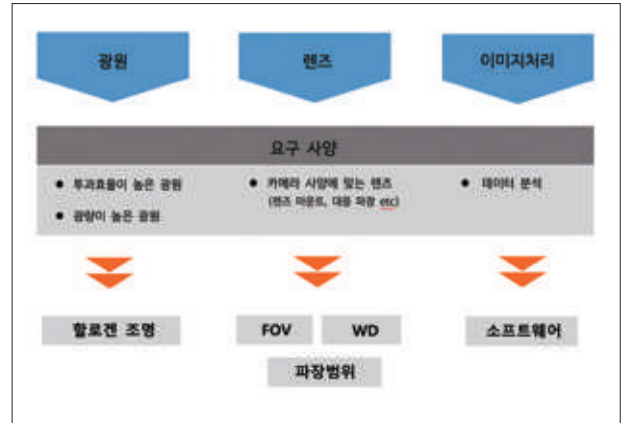 광원
렌즈
이미지처리
요구 사양
● 투과효율이 높은 광원
● 광량이 높은 광원
● 카메라 사양에 맞는 렌즈
(렌즈 마운트, 대응 파장 etc)
● 데이터 분석
할로겐 조명
FOV
WD
파장범위
소프트웨어